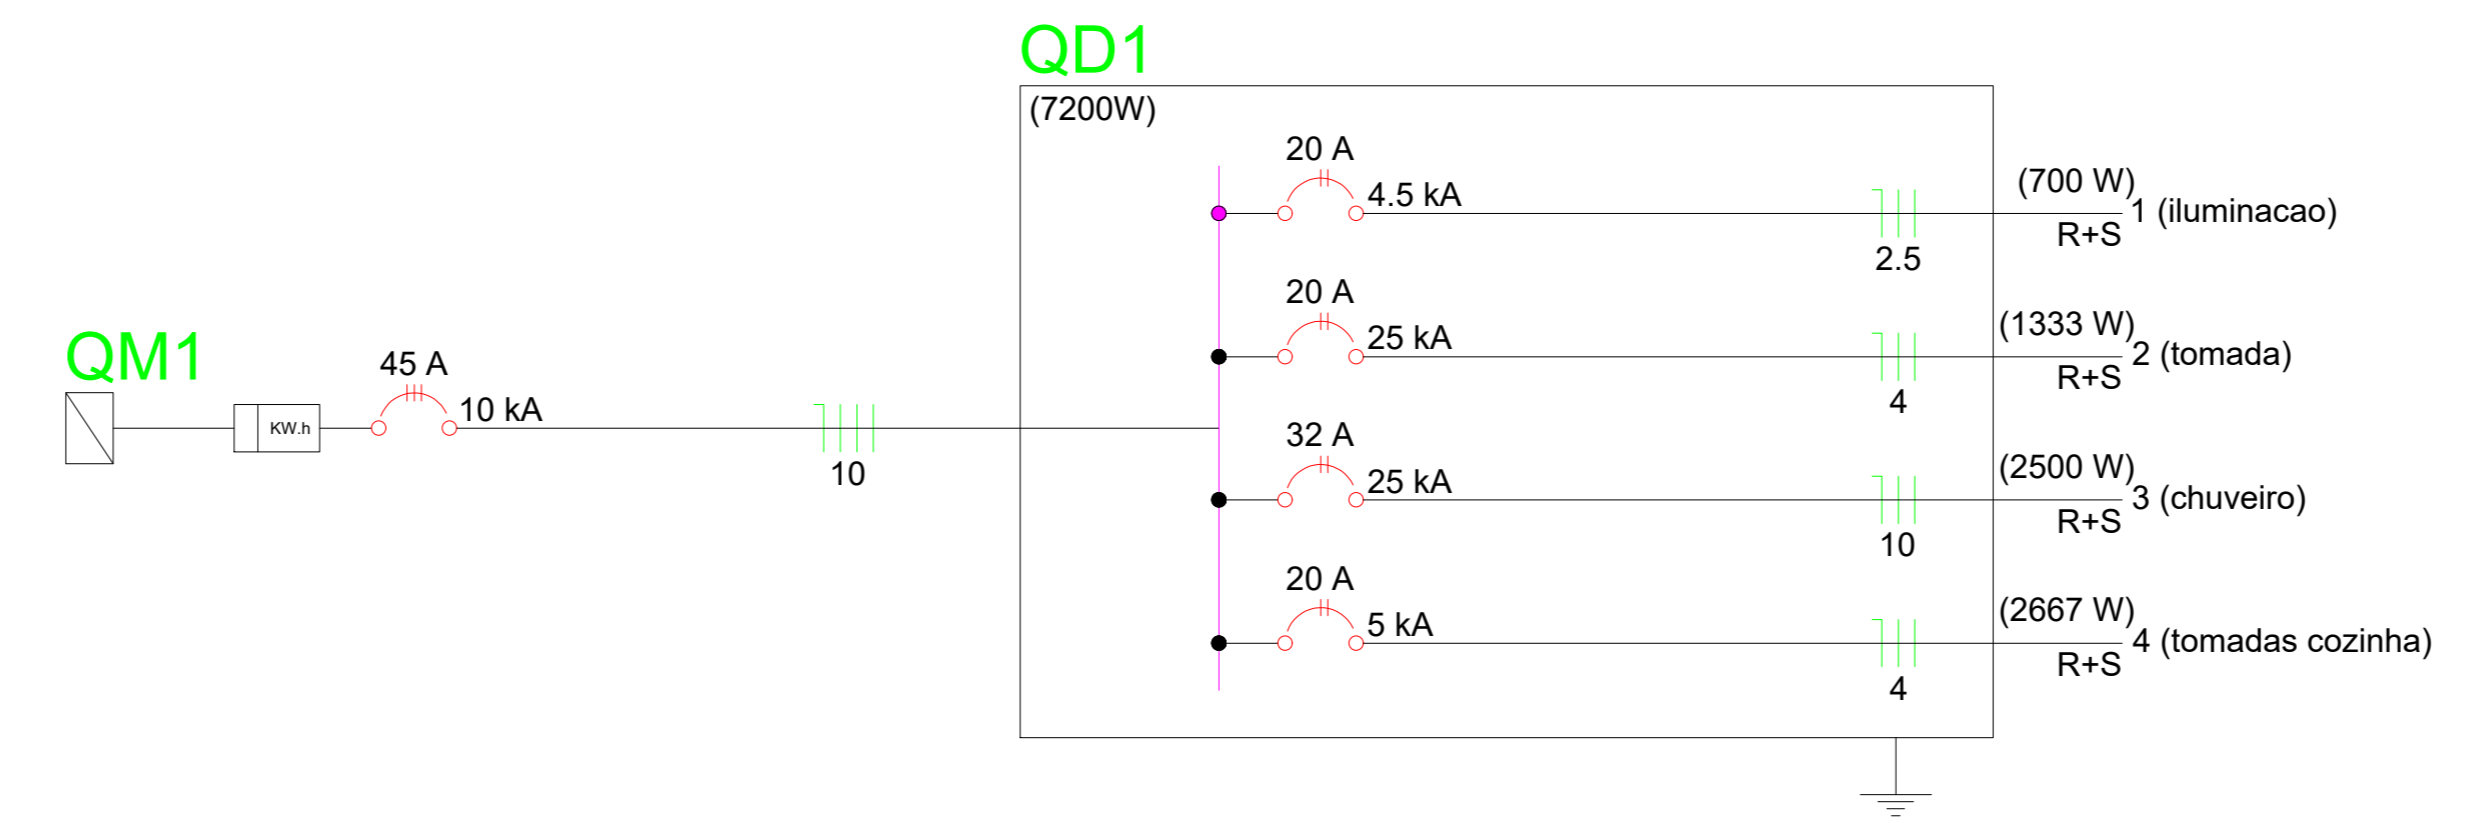 QD1
(7200W)
20 A
4.5 kA
2.5
(700 W)
R+S
1 (iluminacao)
20 A
25 kA
4
(1333 W)
R+S
2 (tomada)
QM1
KW.h
45 A
10 kA
10
32 A
25 kA
10
(2500 W)
R+S
3 (chuveiro)
20 A
5 kA
4
(2667 W)
R+S
4 (tomadas cozinha)